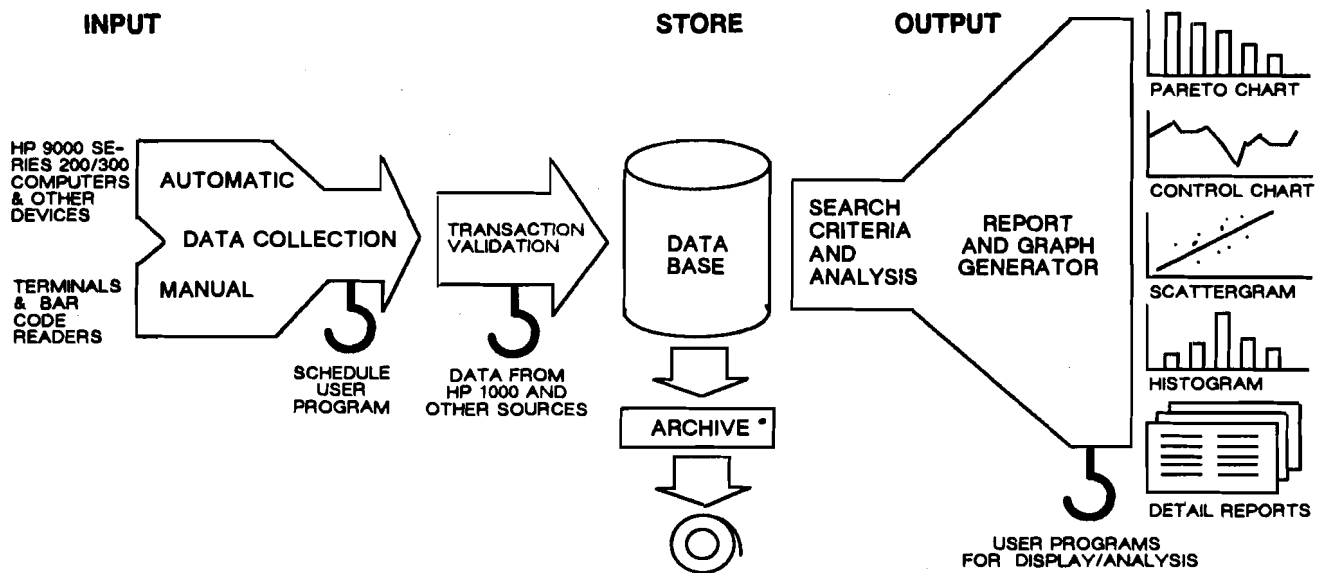 INPUT
STORE
OUTPUT
HP 9000 SE-
RIES 200/300
COMPUTERS
& OTHER
DEVICES
AUTOMATIC
DATA COLLECTION
MANUAL
TERMINALS
& BAR
CODE
READERS
SCHEDULE
USER
PROGRAM
TRANSACTION
VALIDATION
DATA FROM
HP 1000 AND
OTHER SOURCES
DATA
BASE
ARCHIVE
SEARCH
CRITERIA
AND
ANALYSIS
REPORT
AND GRAPH
GENERATOR
USER PROGRAMS
FOR DISPLAY/ANALYSIS
PARETO CHART
CONTROL CHART
SCATTERGRAM
HISTOGRAM
DETAIL REPORTS